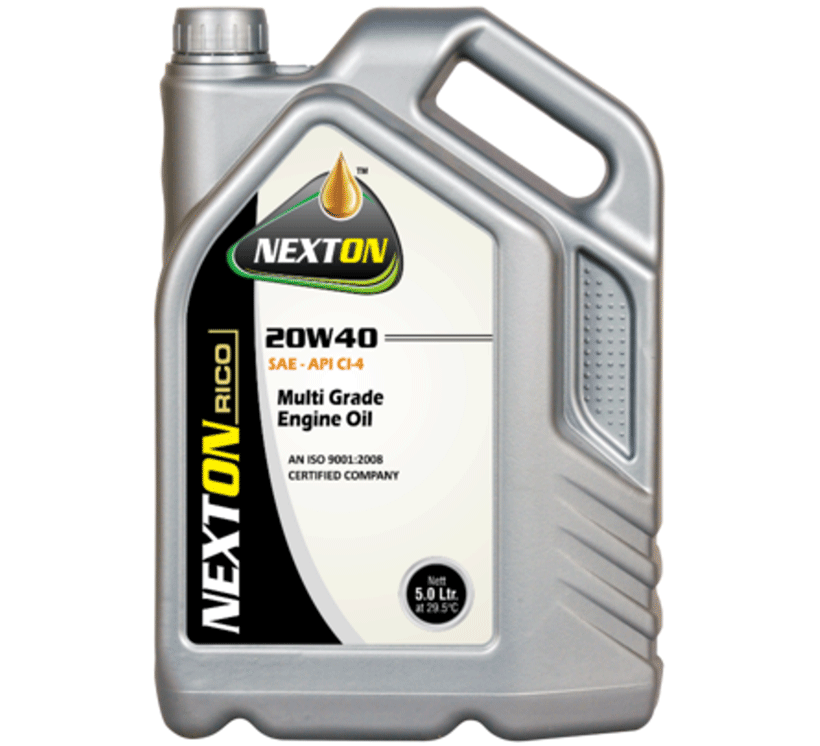 TM
NEXTON
20W40
SAE - API CI-4
Multi Grade
Engine Oil
AN ISO 9001:2008
CERTIFIED COMPANY
NEXTON RICO
Nett
5.0 Ltr.
at 29.5°C